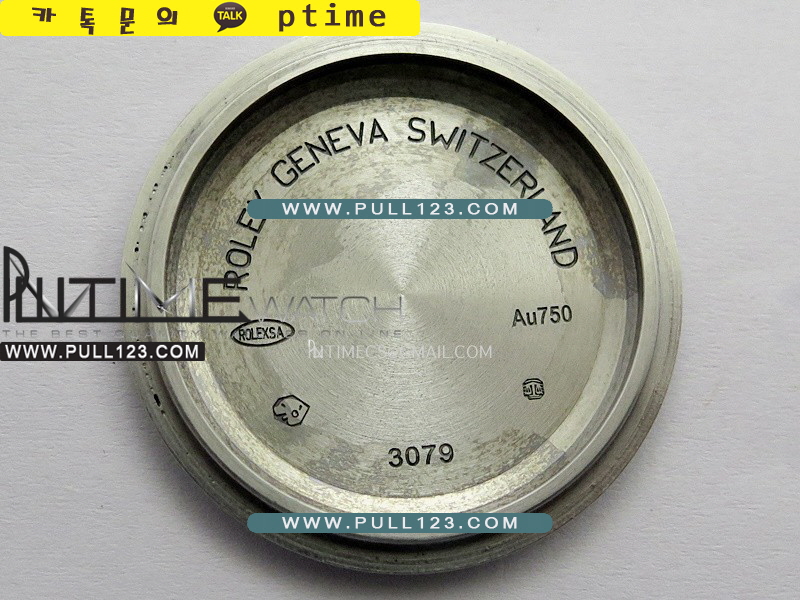 카톡문의 TALK ptime
ROLEX GENEVA SWITZERLAND
WWW.PULL123.COM
PUUTIMEWATCH
Au750
ROLEXSA
WWW.PULL123.COM
3079
WWW.PULL123.COM